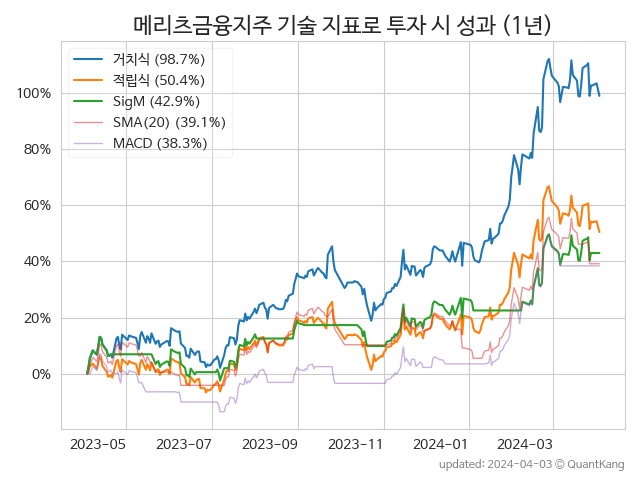 메리츠금융지주 기술 지표로 투자 시 성과 (1년)
거치식 (98.7%)
적립식 (50.4%)
SigM (42.9%)
SMA(20) (39.1%)
MACD (38.3%)
100%
80%
60%
40%
20%
0%
2023-05 2023-07 2023-09 2023-11 2024-01 2024-03
updated: 2024-04-03 © QuantKang